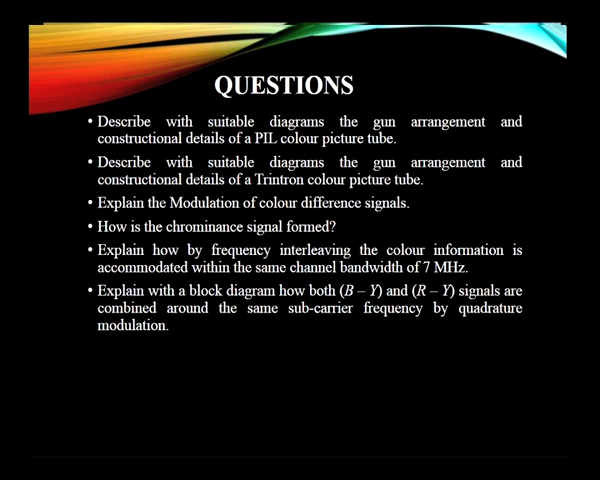 QUESTIONS
• Describe with suitable diagrams the gun arrangement and
constructional details of a PIL colour picture tube.
• Describe with suitable diagrams the gun arrangement and
constructional details of a Trintron colour picture tube.
• Explain the Modulation of colour difference signals.
• How is the chrominance signal formed?
• Explain how by frequency interleaving the colour information is
accommodated within the same channel bandwidth of 7 MHz.
• Explain with a block diagram how both (B – Y) and (R – Y) signals are
combined around the same sub-carrier frequency by quadrature
modulation.